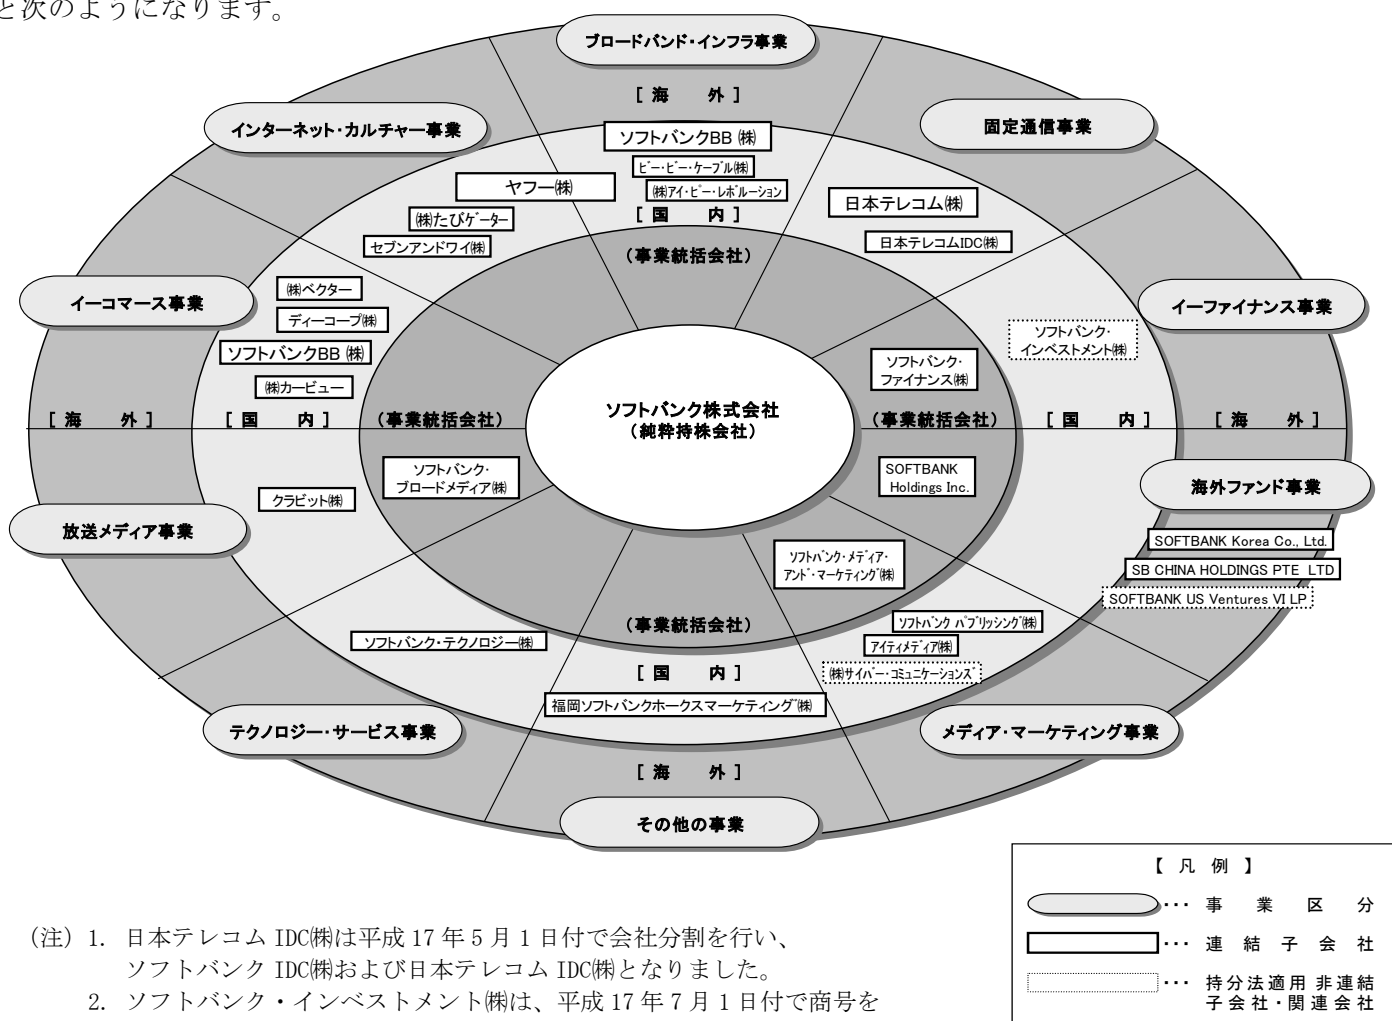 と次のようになります。
ブロードバンド・インフラ事業
[ 海 外 ]
インターネット・カルチャー事業
固定通信事業
ソフトバンクBB ㈱
ビー・ビー・ケーブル㈱
㈱アイ・ピー・レボルーション
ヤフー㈱
㈱たびゲーター
セブンアンドワイ㈱
[ 国 内 ]
日本テレコム㈱
日本テレコムIDC㈱
(事業統括会社)
イーコマース事業
㈱ベクター
ディーコープ㈱
ソフトバンクBB ㈱
㈱カービュー
イーファイナンス事業
ソフトバンク・
インベストメント㈱
ソフトバンク・
ファイナンス㈱
ソフトバンク株式会社
(純粋持株会社)
[ 海 外 ]
[ 国 内 ]
(事業統括会社)
(事業統括会社)
[ 国 内 ]
[ 海 外 ]
ソフトバンク・
ブロードメディア㈱
クラビット㈱
放送メディア事業
SOFTBANK
Holdings Inc.
海外ファンド事業
SOFTBANK Korea Co., Ltd.
SB CHINA HOLDINGS PTE LTD
SOFTBANK US Ventures VI LP
ソフトバンク・メディア・
アンド・マーケティング㈱
(事業統括会社)
ソフトバンク パブリッシング㈱
アイティメディア㈱
㈱サイバー・コミュニケーションズ
ソフトバンク・テクノロジー㈱
[ 国 内 ]
福岡ソフトバンクホークスマーケティング㈱
テクノロジー・サービス事業
メディア・マーケティング事業
[ 海 外 ]
その他の事業
【 凡 例 】
・・・ 事 業 区 分
・・・ 連 結 子 会 社
・・・ 持分法適用 非連結
子会社・関連会社
(注) 1. 日本テレコム IDC㈱は平成 17 年 5 月 1 日付で会社分割を行い、
ソフトバンク IDC㈱および日本テレコム IDC㈱となりました。
2. ソフトバンク・インベストメント㈱は、平成 17 年 7 月 1 日付で商号を